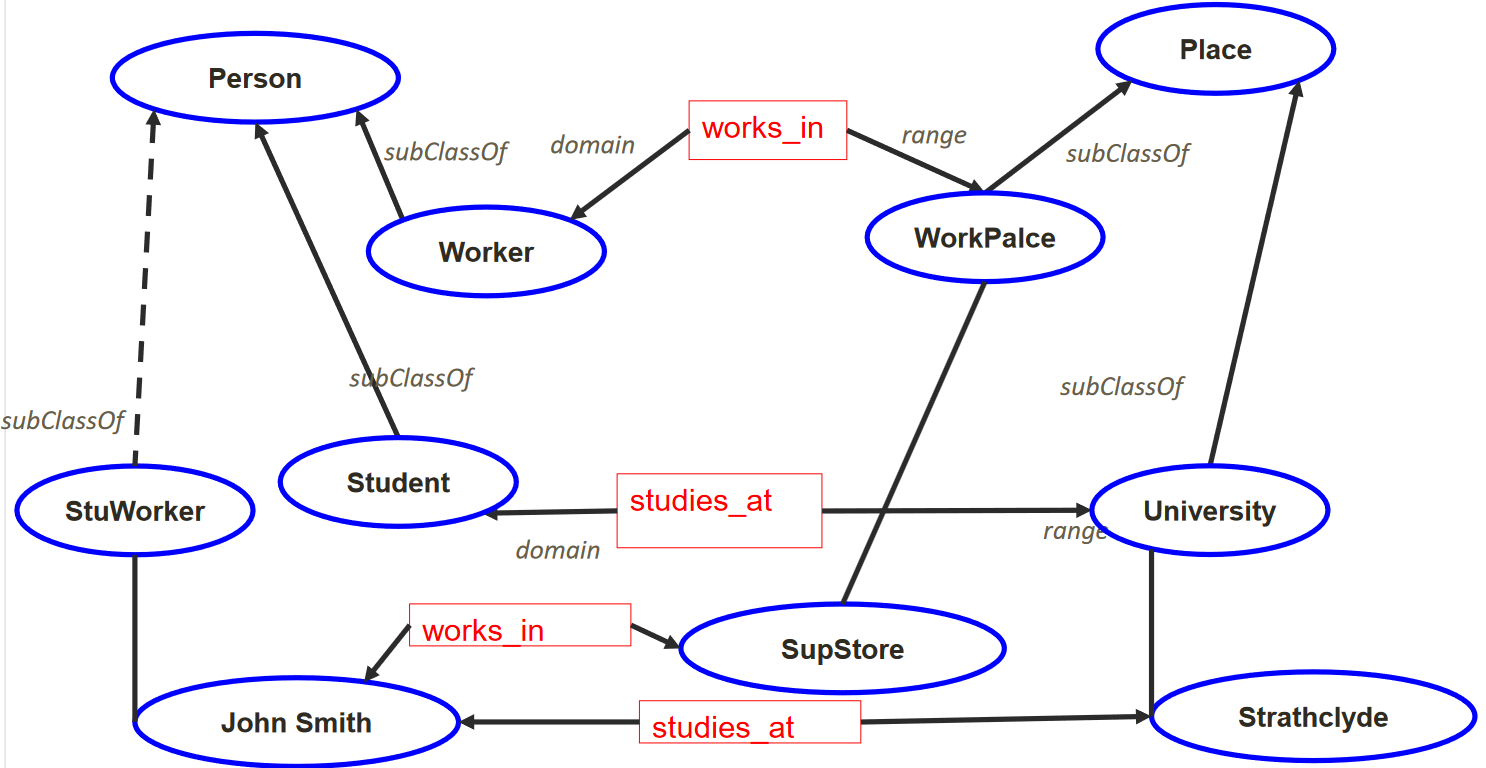 Place
Person
works_in
subClassOf
domain
range
subClassOf
Worker
WorkPalce
subClassOf
subClassOf
subClassOf
Student
studies_at
StuWorker
University
range
domain
works_in
SupStore
John Smith
studies_at
Strathclyde